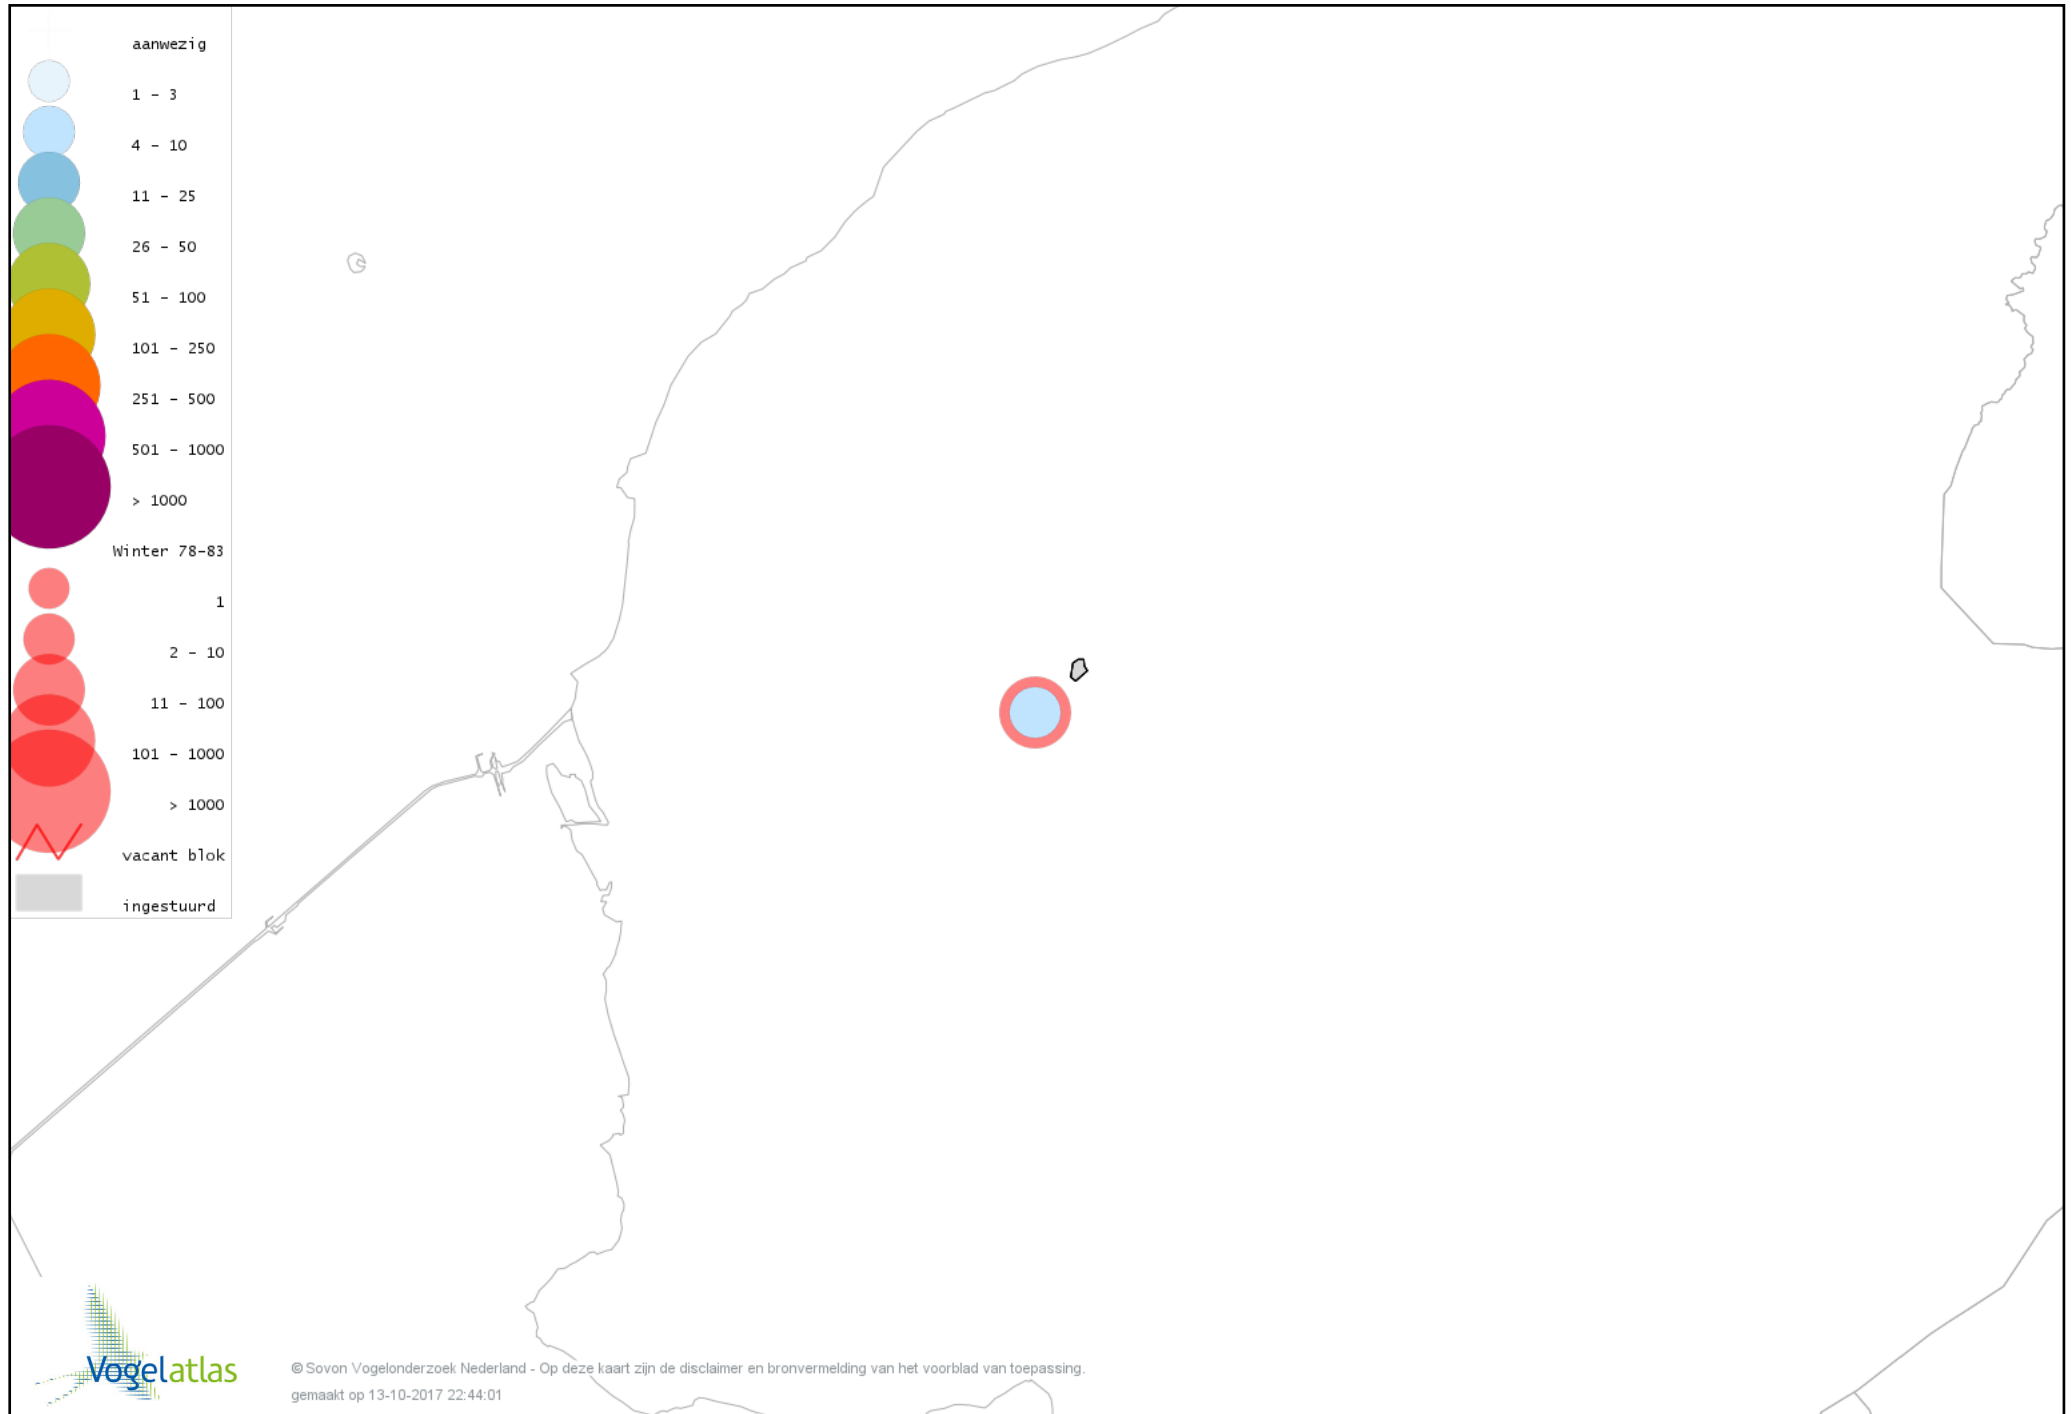 aanwezig
1 - 3
4 - 10
11 - 25
26 - 50
51 - 100
101 - 250
251 - 500
501 - 1000
> 1000
Winter 78-83
1
2 - 10
11 - 100
101 - 1000
> 1000
vacant blok
ingestuurd
Vogelatlas
© Sovon Vogelonderzoek Nederland - Op deze kaart zijn de disclaimer en bronvermelding van het voorblad van toepassing.
gemaakt op 13-10-2017 22:44:01